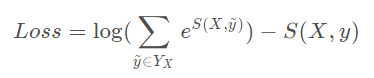 Loss = log( ∑_{ỹ∈Y_X} e^{S(X,ỹ)} ) − S(X, y)